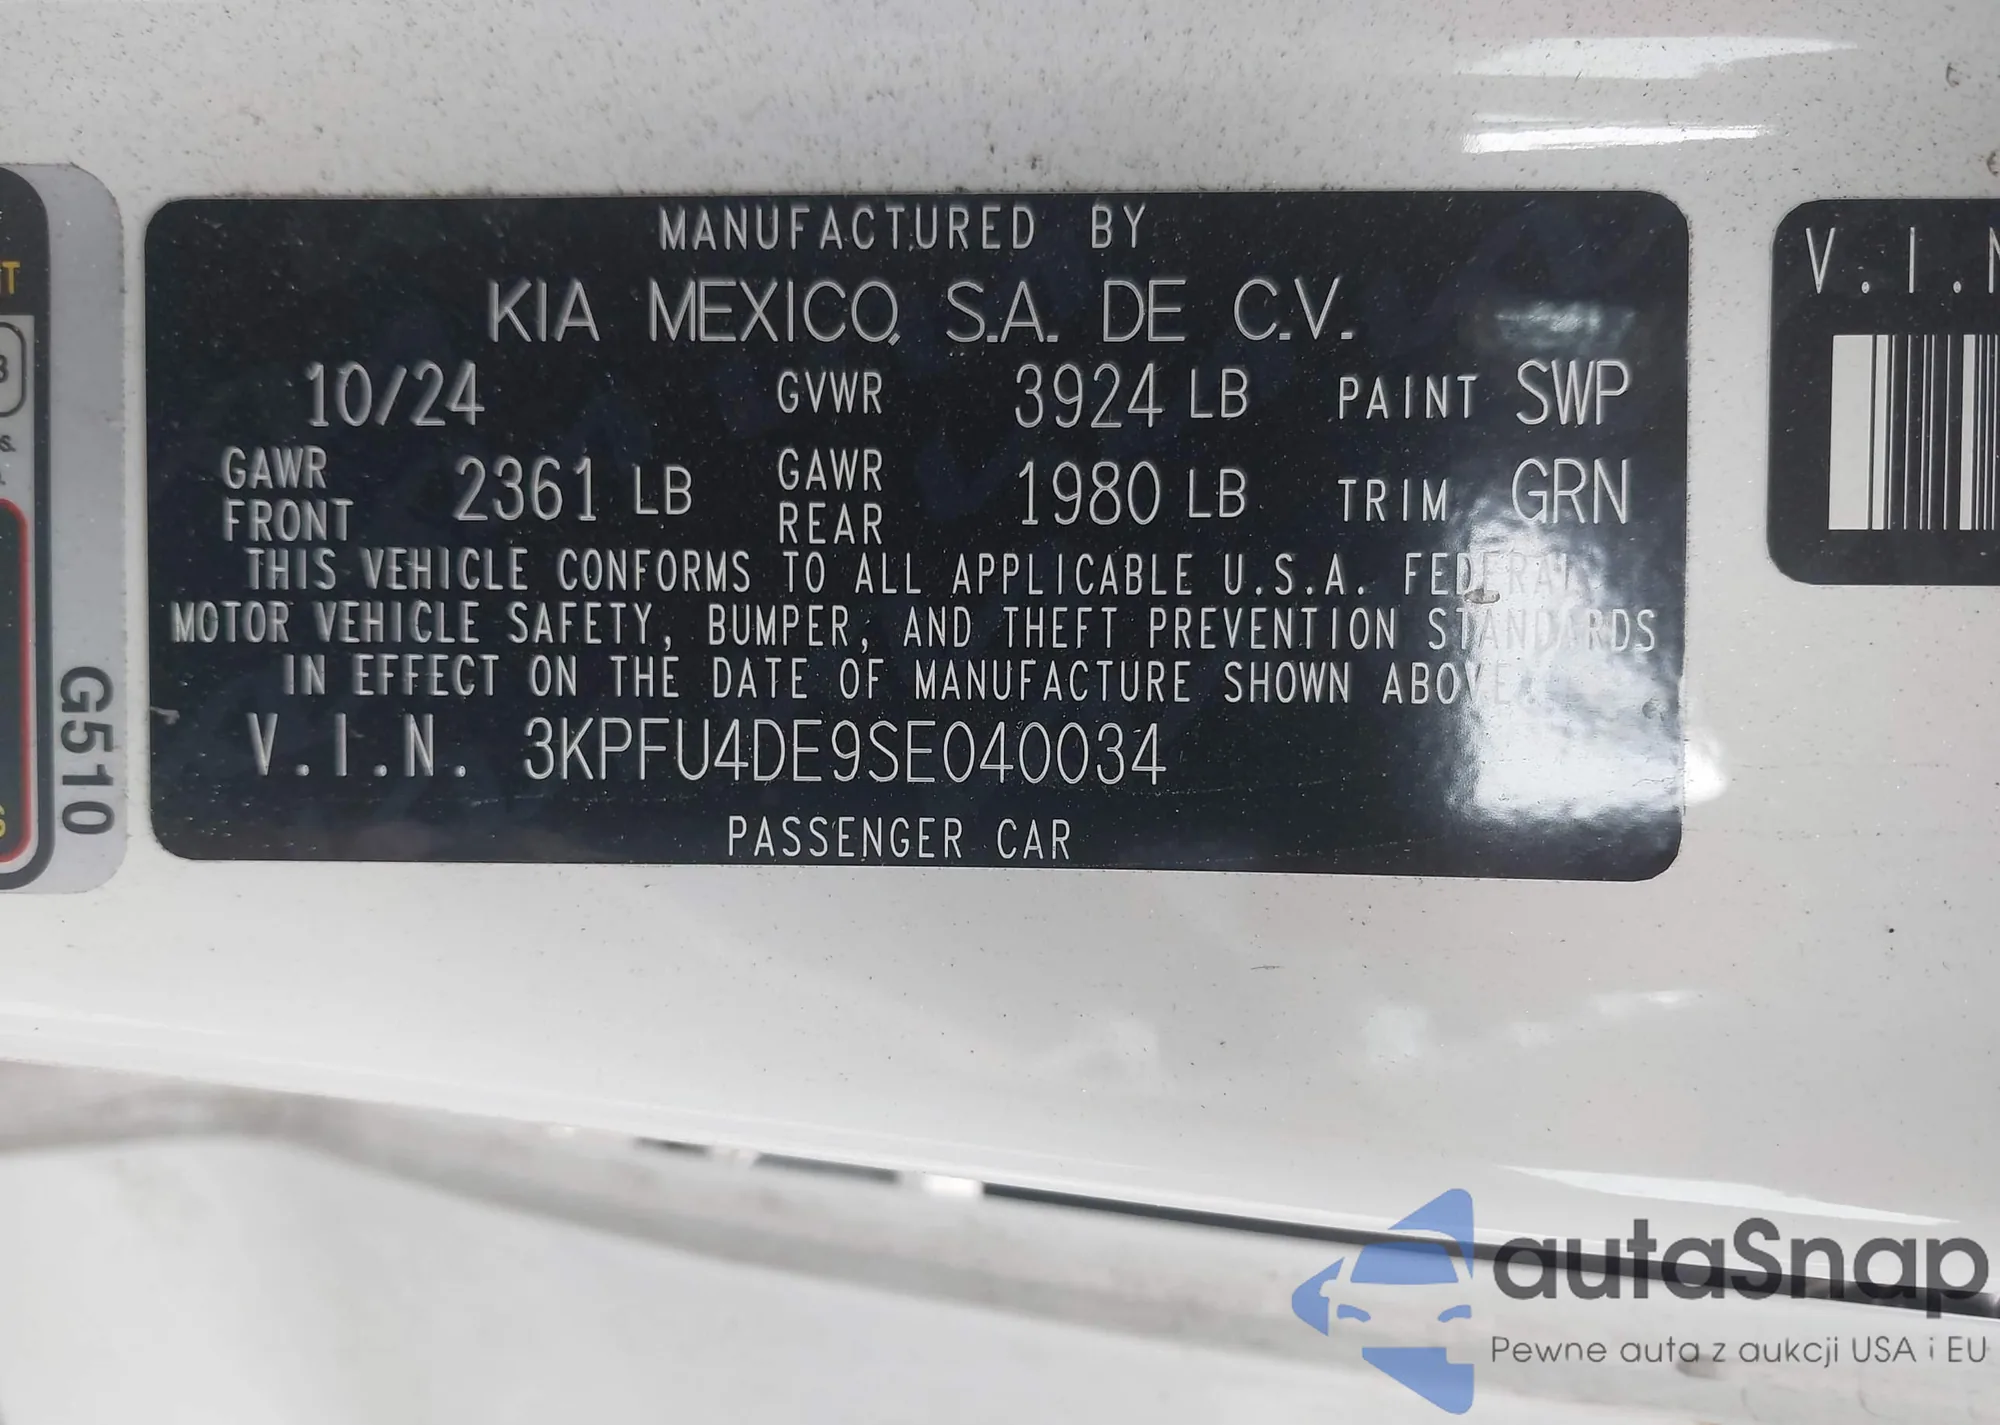 MANUFACTURED BY
KIA MEXICO, S.A. DE C.V.
10/24 GVWR 3924 LB PAINT SWP
GAWR FRONT 2361 LB GAWR REAR 1980 LB TRIM GRN
THIS VEHICLE CONFORMS TO ALL APPLICABLE U.S.A. FEDERAL
MOTOR VEHICLE SAFETY, BUMPER, AND THEFT PREVENTION STANDARDS
IN EFFECT ON THE DATE OF MANUFACTURE SHOWN ABOVE.
V.I.N. 3KPFU4DE9SE040034
PASSENGER CAR
G510
V.I.N
autaSnap
Pewne auta z aukcji USA i EU